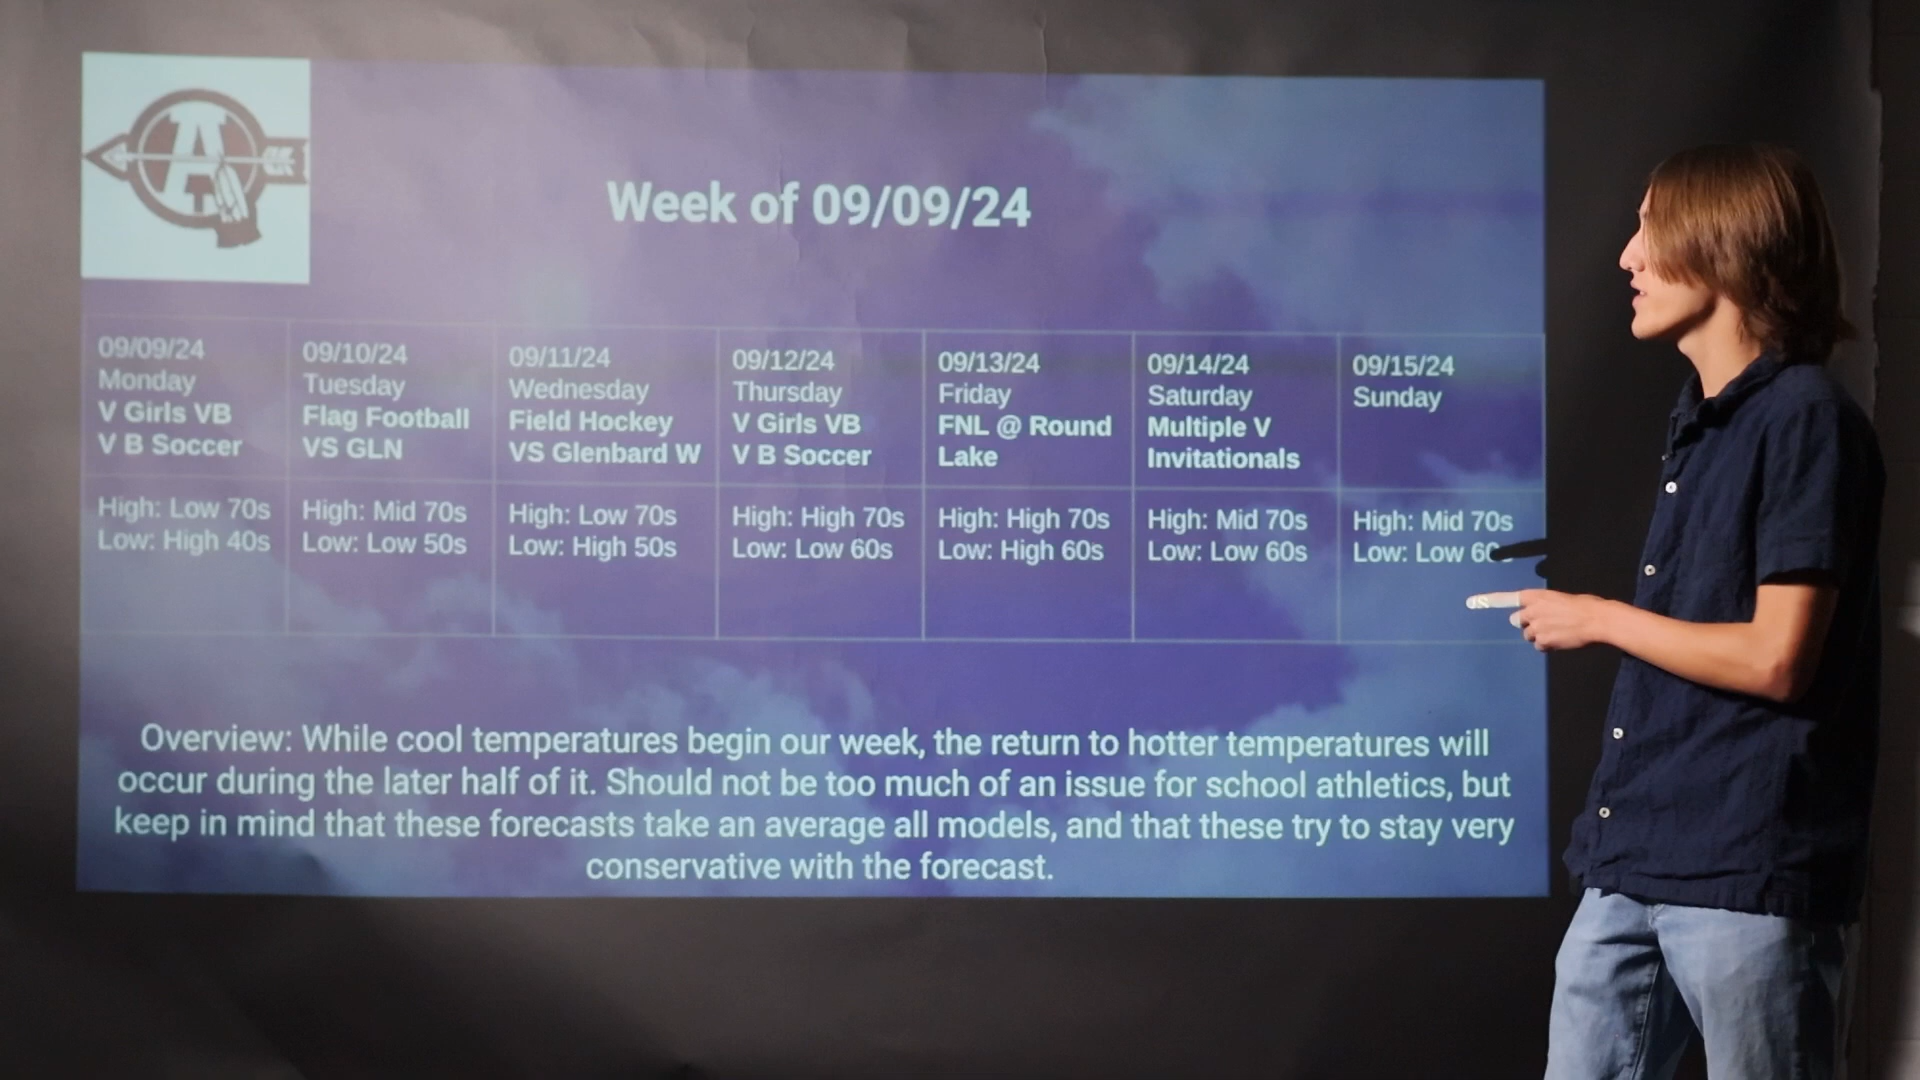 A
Week of 09/09/24
09/09/24
Monday
V Girls VB
V B Soccer
09/10/24
Tuesday
Flag Football
VS GLN
09/11/24
Wednesday
Field Hockey
VS Glenbard W
09/12/24
Thursday
V Girls VB
V B Soccer
09/13/24
Friday
FNL @ Round
Lake
09/14/24
Saturday
Multiple V
Invitationals
09/15/24
Sunday
High: Low 70s
Low: High 40s
High: Mid 70s
Low: Low 50s
High: Low 70s
Low: High 50s
High: High 70s
Low: Low 60s
High: High 70s
Low: High 60s
High: Mid 70s
Low: Low 60s
High: Mid 70s
Low: Low 60s
Overview: While cool temperatures begin our week, the return to hotter temperatures will
occur during the later half of it. Should not be too much of an issue for school athletics, but
keep in mind that these forecasts take an average all models, and that these try to stay very
conservative with the forecast.